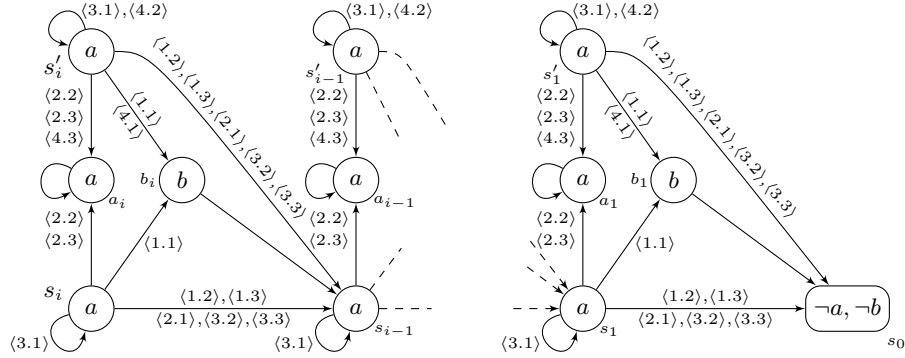 ⟨3.1⟩,⟨4.2⟩
a
s′i
⟨1.2⟩,⟨1.3⟩,⟨2.1⟩,⟨3.2⟩,⟨3.3⟩
⟨1.1⟩
⟨4.1⟩
⟨2.2⟩
⟨2.3⟩
⟨4.3⟩
a
ai
bi
b
⟨2.2⟩
⟨2.3⟩
⟨1.1⟩
si
a
⟨3.1⟩
⟨1.2⟩,⟨1.3⟩
⟨2.1⟩,⟨3.2⟩,⟨3.3⟩
⟨3.1⟩,⟨4.2⟩
a
s′i−1
⟨2.2⟩
⟨2.3⟩
⟨4.3⟩
a
ai−1
⟨2.2⟩
⟨2.3⟩
a
si−1
⟨3.1⟩
⟨3.1⟩,⟨4.2⟩
a
s′1
⟨1.2⟩,⟨1.3⟩,⟨2.1⟩,⟨3.2⟩,⟨3.3⟩
⟨1.1⟩
⟨4.1⟩
⟨2.2⟩
⟨2.3⟩
⟨4.3⟩
a
a1
b1
b
⟨2.2⟩
⟨2.3⟩
⟨1.1⟩
a
s1
⟨3.1⟩
⟨1.2⟩,⟨1.3⟩
⟨2.1⟩,⟨3.2⟩,⟨3.3⟩
¬a, ¬b
s0